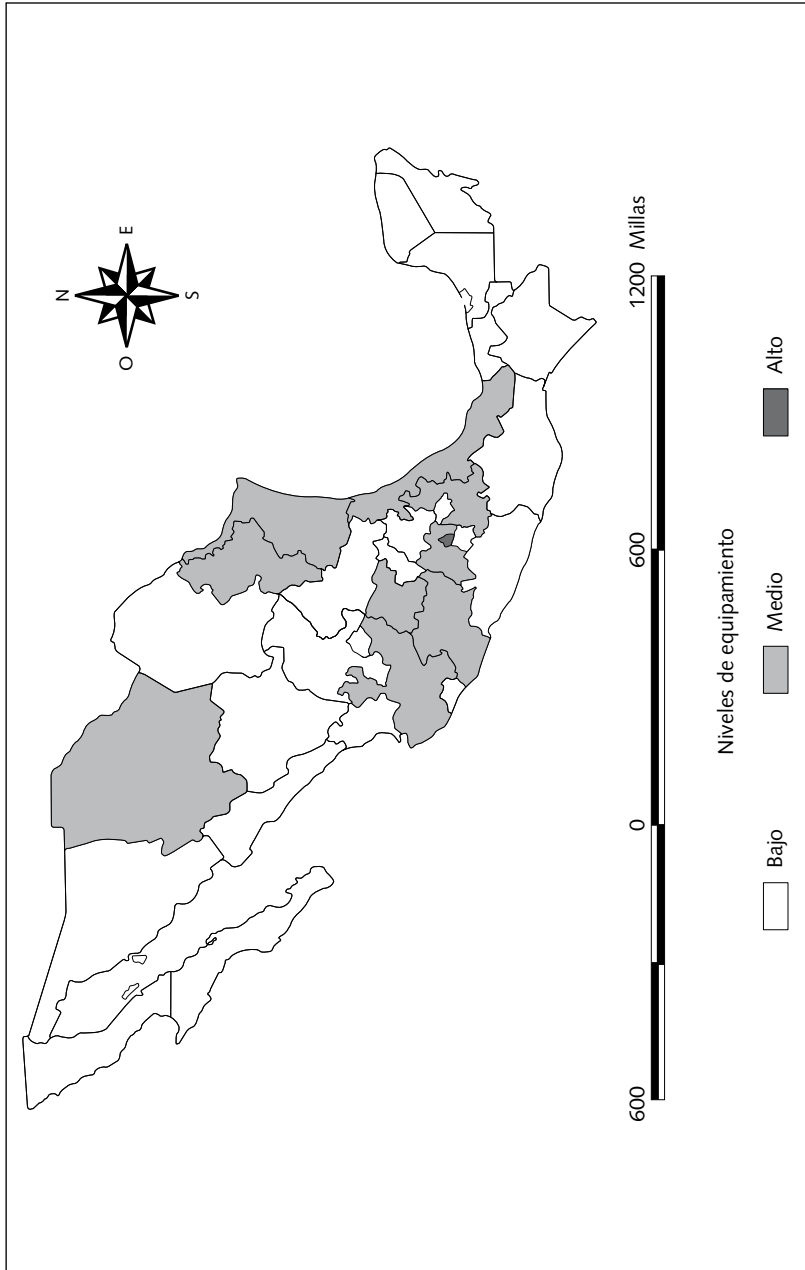 N
O
E
S
600
0
600
1200 Millas
Niveles de equipamiento
Bajo
Medio
Alto